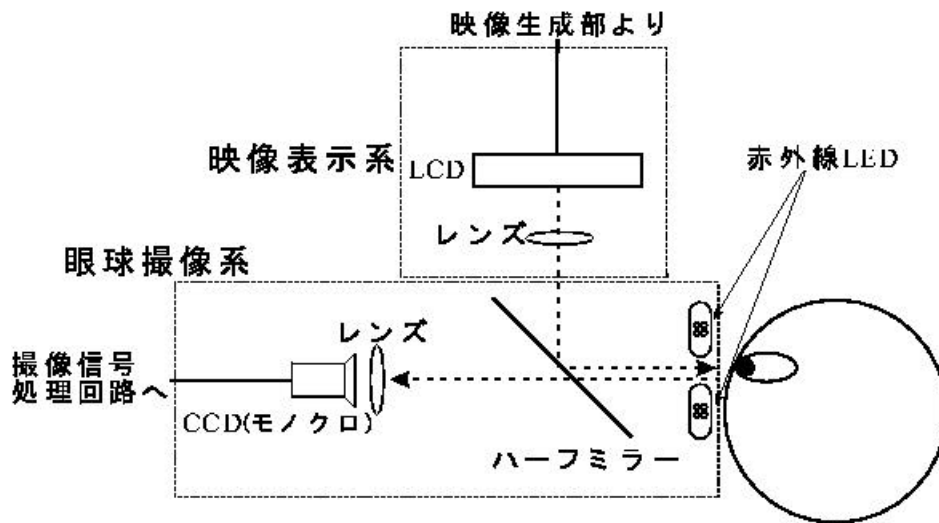 映像生成部より
映像表示系
LCD
赤外線LED
レンズ
眼球撮像系
レンズ
撮像信号
処理回路へ
CCD(モノクロ)
ハーフミラー